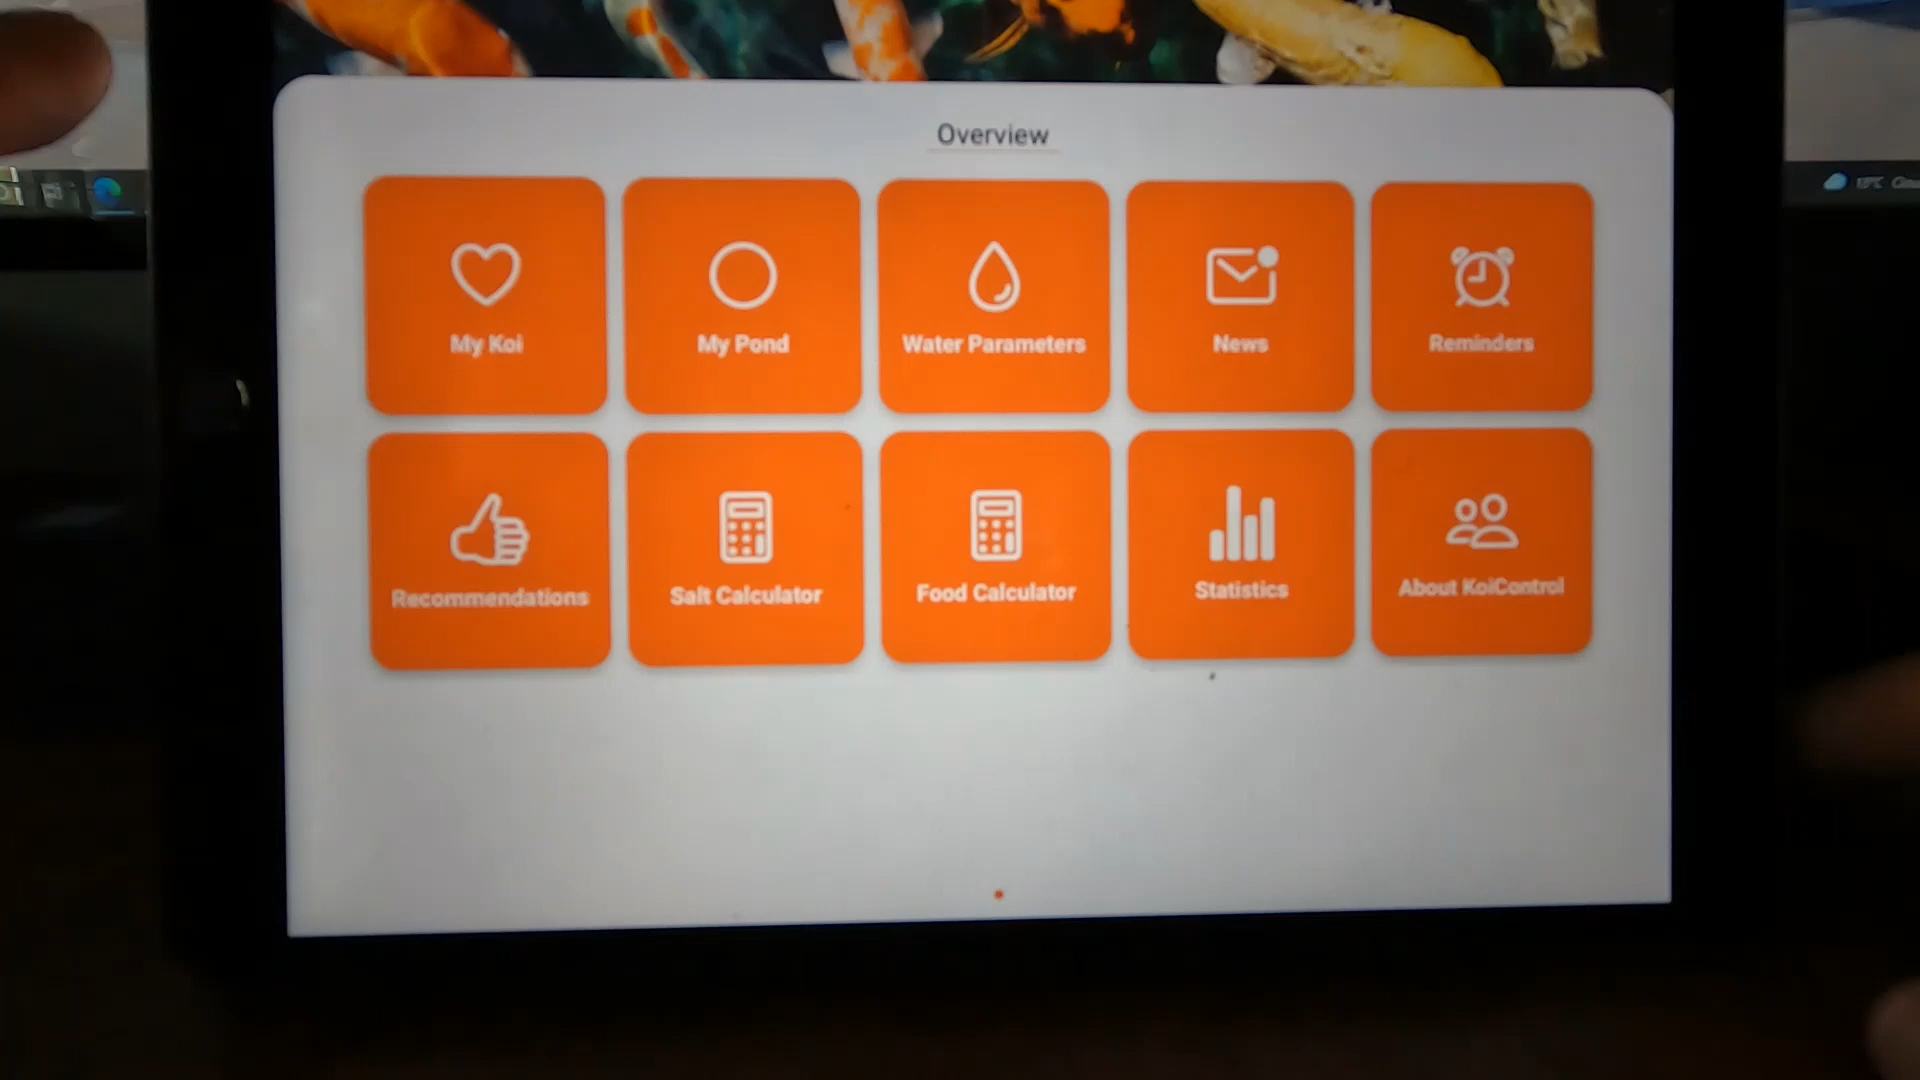 Overview
My Koi
My Pond
Water Parameters
News
Reminders
Recommendations
Salt Calculator
Food Calculator
Statistics
About KoiControl